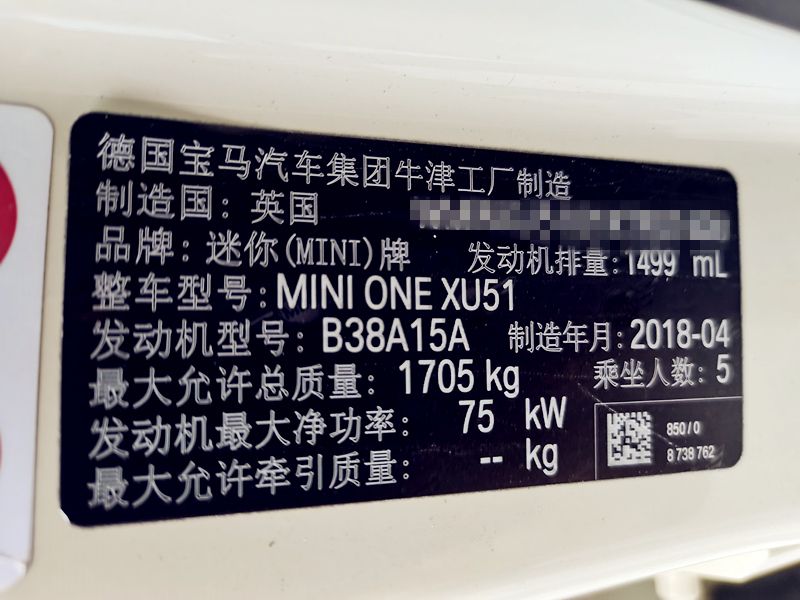 德国宝马汽车集团牛津工厂制造
制造国：英国
品牌：迷你(MINI)牌 发动机排量：1499 mL
整车型号：MINI ONE XU51
发动机型号：B38A15A 制造年月：2018-04
最大允许总质量：1705 kg 乘坐人数：5
发动机最大净功率： 75 kW
最大允许牵引质量： -- kg
850/0
8 738 762